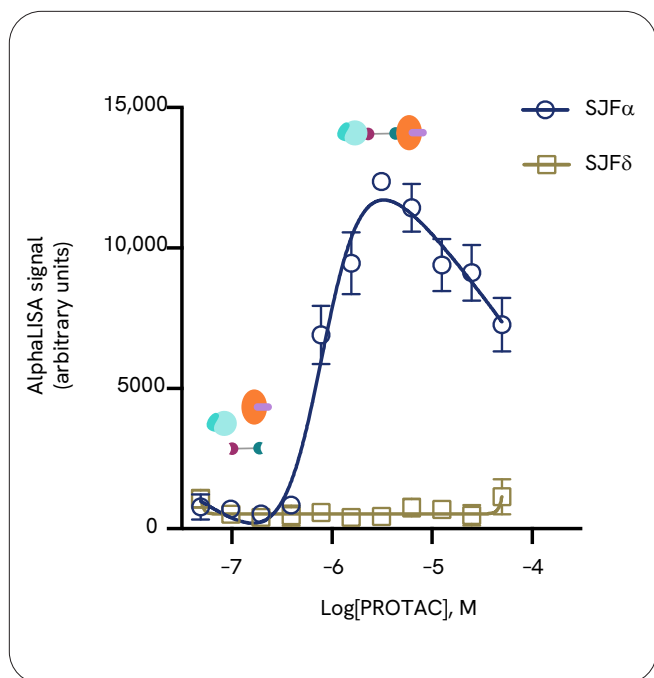 15,000
10,000
5000
0
AlphaLISA signal
(arbitrary units)
SJFα
SJFδ
-7
-6
-5
-4
Log[PROTAC], M